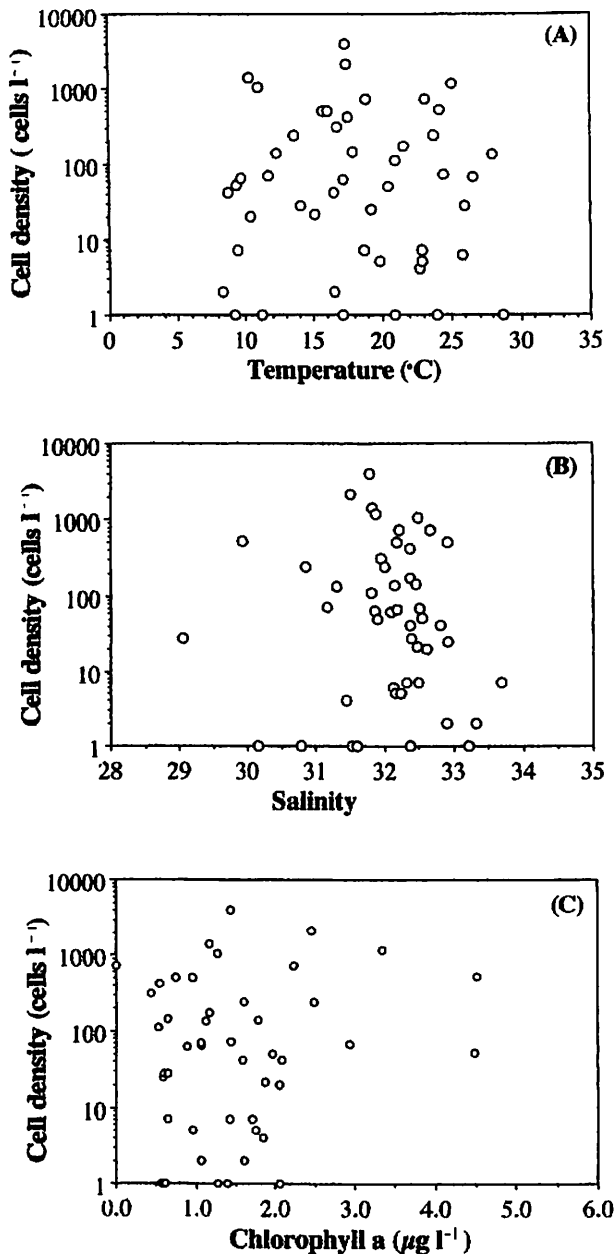 (A)
Cell density ( cells l⁻¹)
10000
1000
100
10
1
0 5 10 15 20 25 30 35
Temperature (°C)
(B)
Cell density (cells l⁻¹)
10000
1000
100
10
1
28 29 30 31 32 33 34 35
Salinity
(C)
Cell density (cells l⁻¹)
10000
1000
100
10
1
0.0 1.0 2.0 3.0 4.0 5.0 6.0
Chlorophyll a (µg l⁻¹)